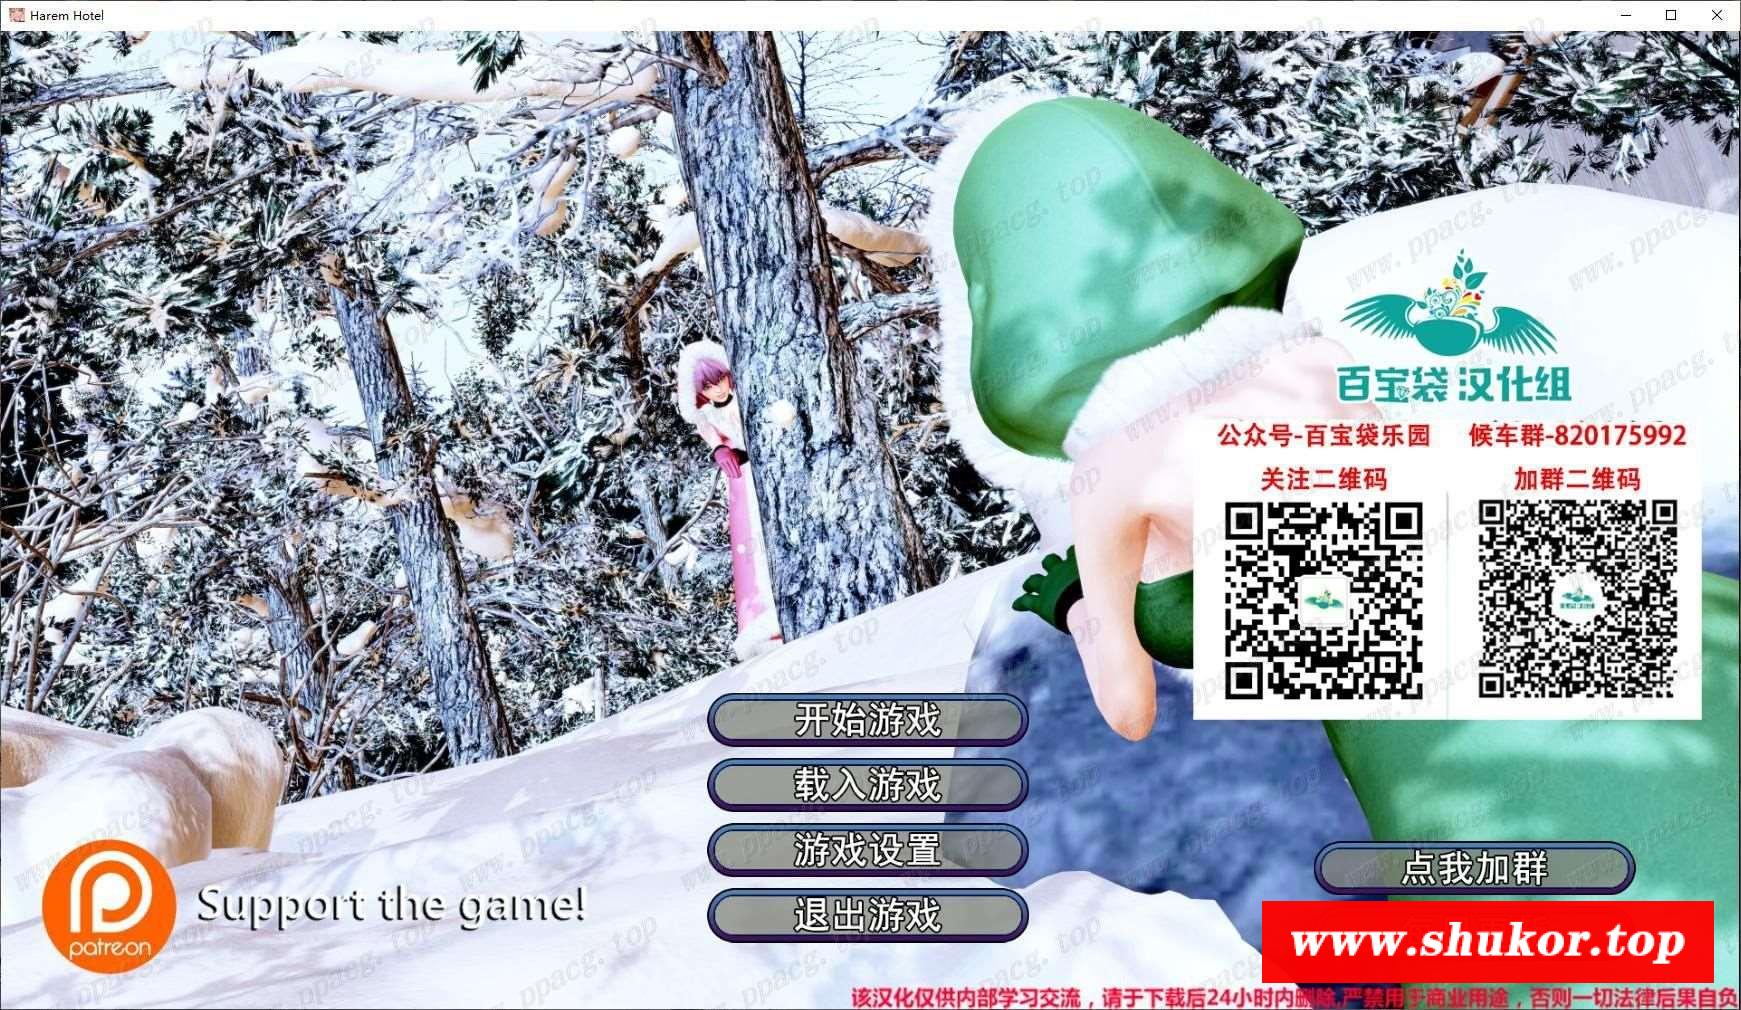 Harem Hotel
百宝袋汉化组
公众号-百宝袋乐园 候车群-820175992
关注二维码 加群二维码
开始游戏
载入游戏
游戏设置
退出游戏
点我加群
patreon
Support the game!
www.shukor.top
该汉化仅供内部学习交流，请于下载后24小时内删除,严禁用于商业用途，否则一切法律后果自负
www.ppacg.top